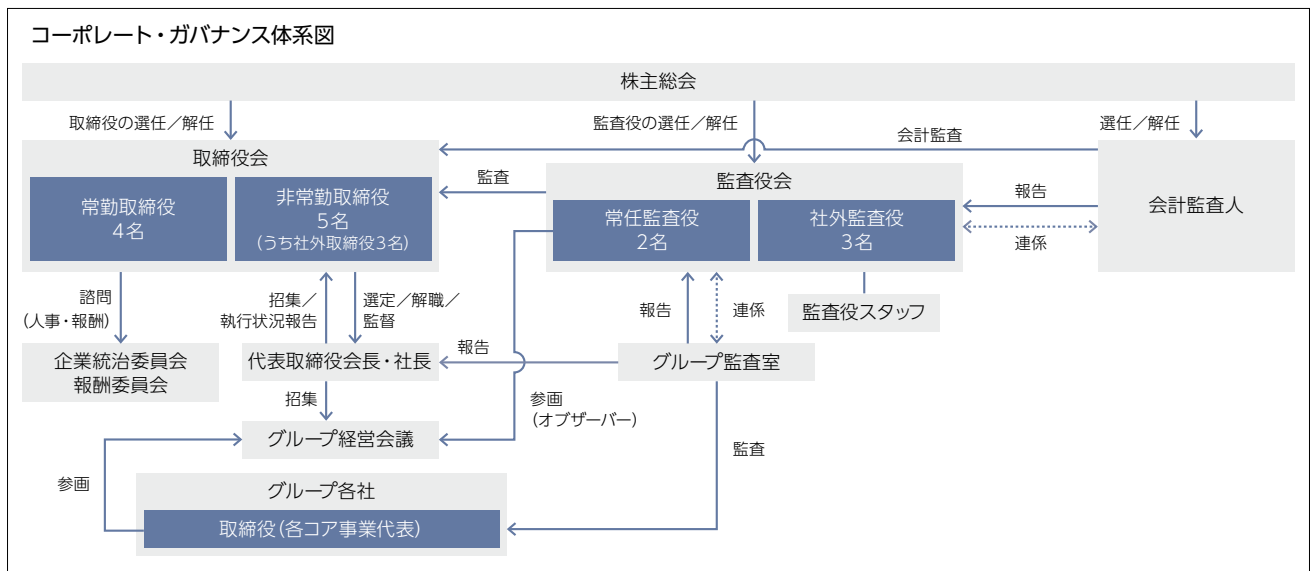 コーポレート・ガバナンス体系図
株主総会
取締役の選任／解任
監査役の選任／解任
選任／解任
会計監査
取締役会
常勤取締役
4名
非常勤取締役
5名
(うち社外取締役3名)
監査
監査役会
常任監査役
2名
社外監査役
3名
報告
連係
会計監査人
諮問
(人事・報酬)
招集／
執行状況報告
選定／解職／
監督
報告
連係
監査役スタッフ
企業統治委員会
報酬委員会
代表取締役会長・社長
報告
グループ監査室
招集
参画
(オブザーバー)
グループ経営会議
監査
参画
グループ各社
取締役(各コア事業代表)